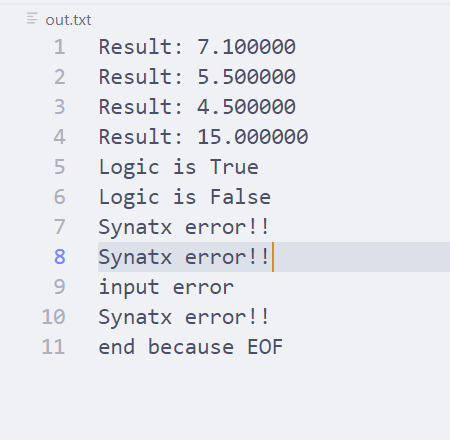 out.txt
1 Result: 7.100000
2 Result: 5.500000
3 Result: 4.500000
4 Result: 15.000000
5 Logic is True
6 Logic is False
7 Synatx error!!
8 Synatx error!!
9 input error
10 Synatx error!!
11 end because EOF